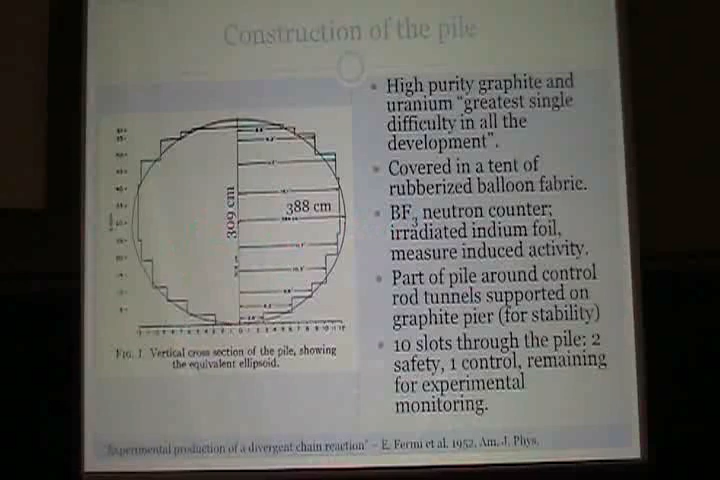 Construction of the pile
High purity graphite and
uranium "greatest single
difficulty in all the
development".
Covered in a tent of
rubberized balloon fabric.
BF3 neutron counter;
irradiated indium foil,
measure induced activity.
Part of pile around control
rod tunnels supported on
graphite pier (for stability)
10 slots through the pile: 2
safety, 1 control, remaining
for experimental
monitoring.
309 cm
388 cm
FIG. 1. Vertical cross section of the pile, showing
the equivalent ellipsoid.
"Experimental production of a divergent chain reaction" – E. Fermi et al. 1952, Am. J. Phys.